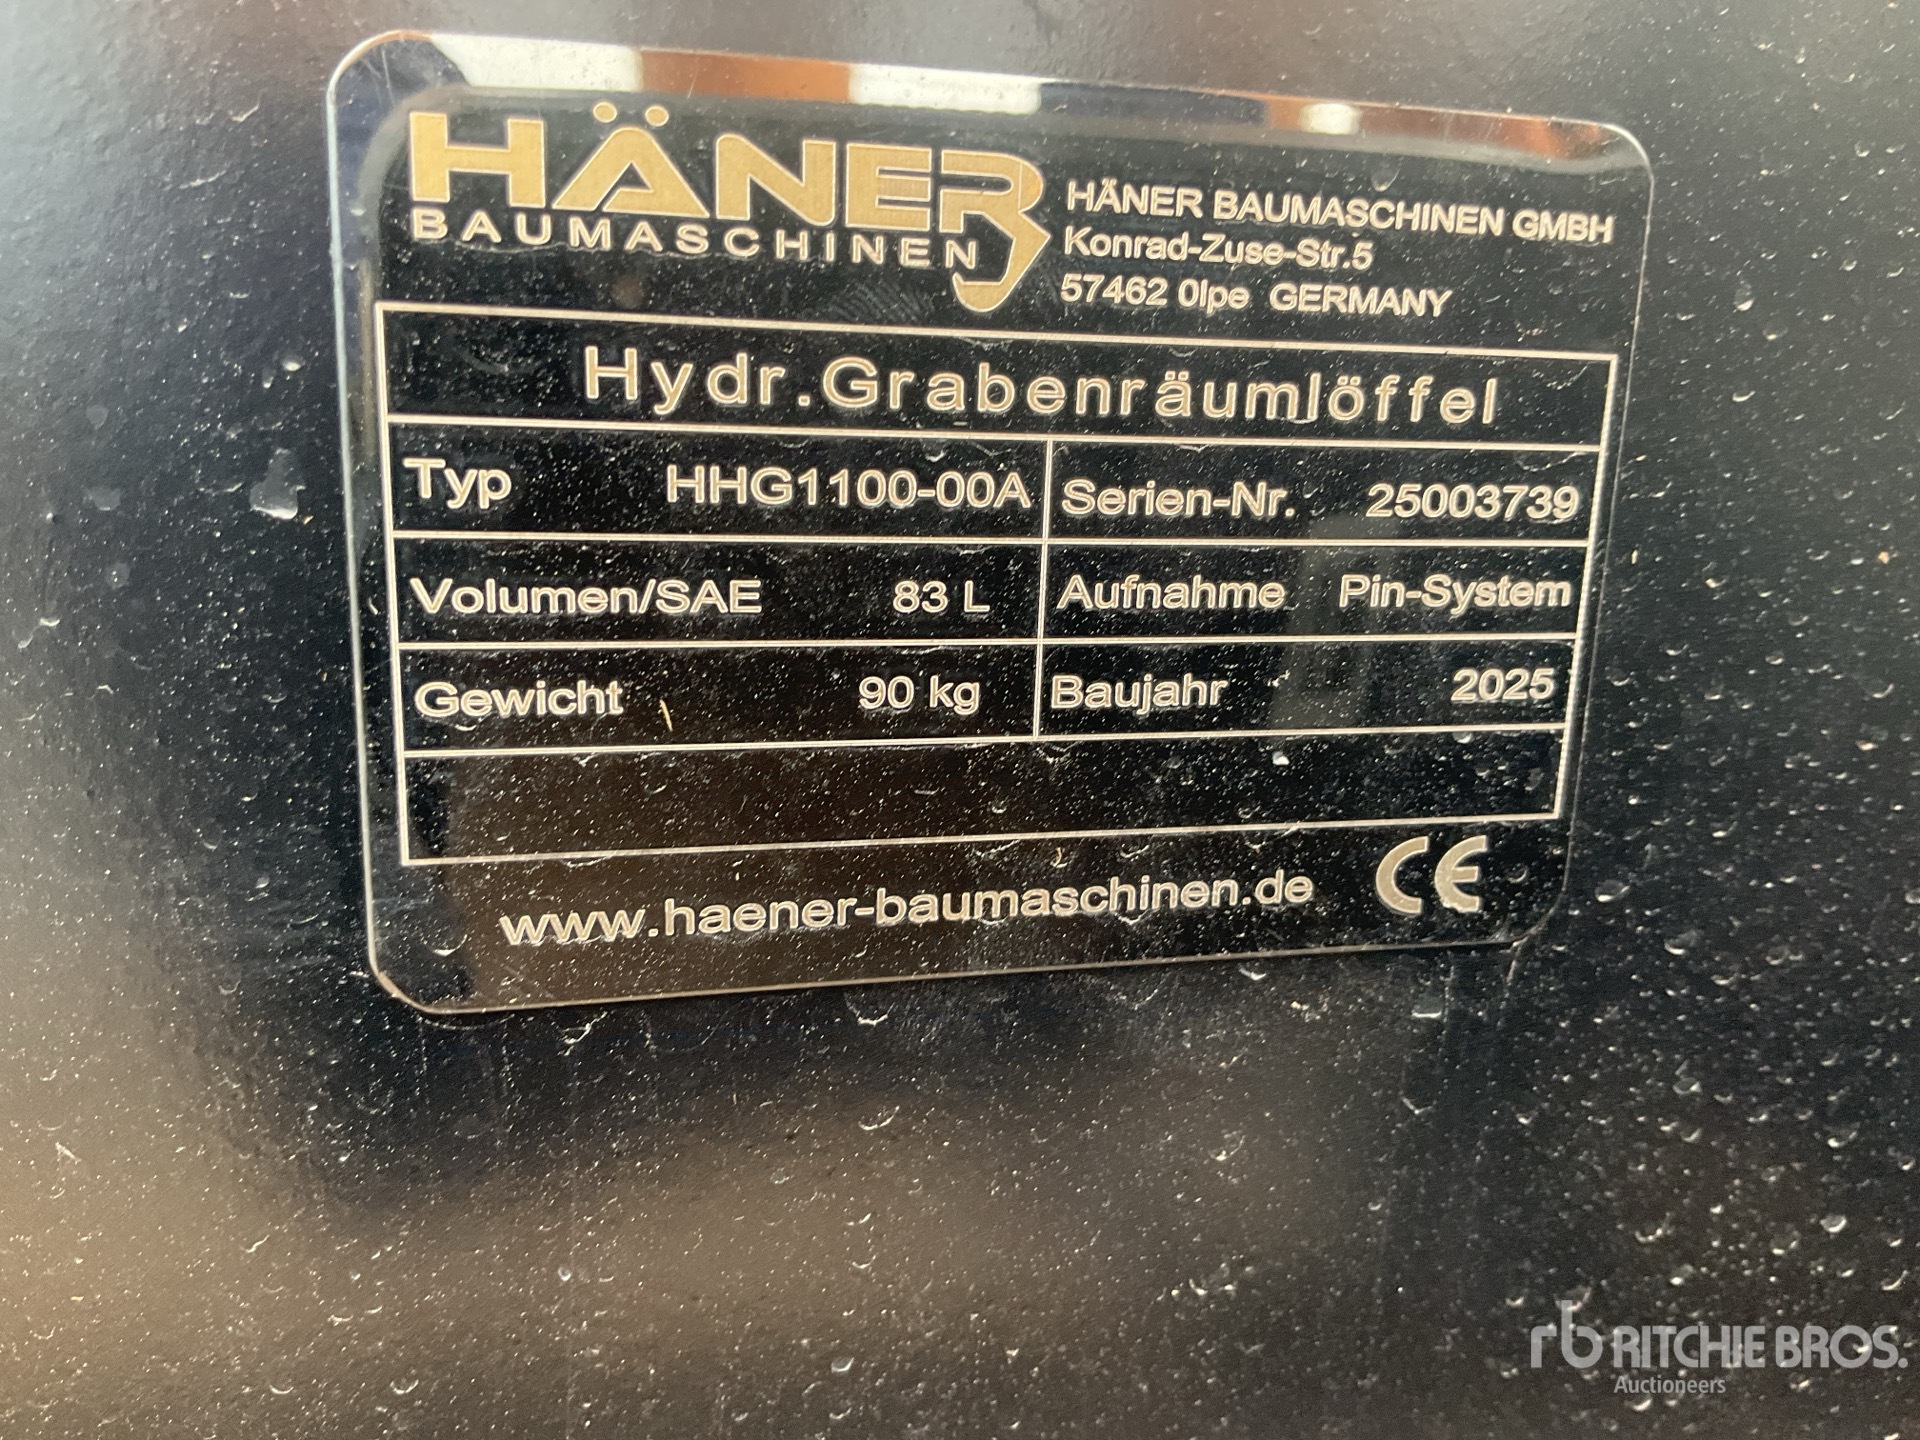 HÄNER
BAUMASCHINEN
HÄNER BAUMASCHINEN GMBH
Konrad-Zuse-Str.5
57462 Olpe GERMANY
Hydr.Grabenräumlöffel
Typ HHG1100-00A Serien-Nr. 25003739
Volumen/SAE 83 L Aufnahme Pin-System
Gewicht 90 kg Baujahr 2025
www.haener-baumaschinen.de CE
rb RITCHIE BROS.
Auctioneers